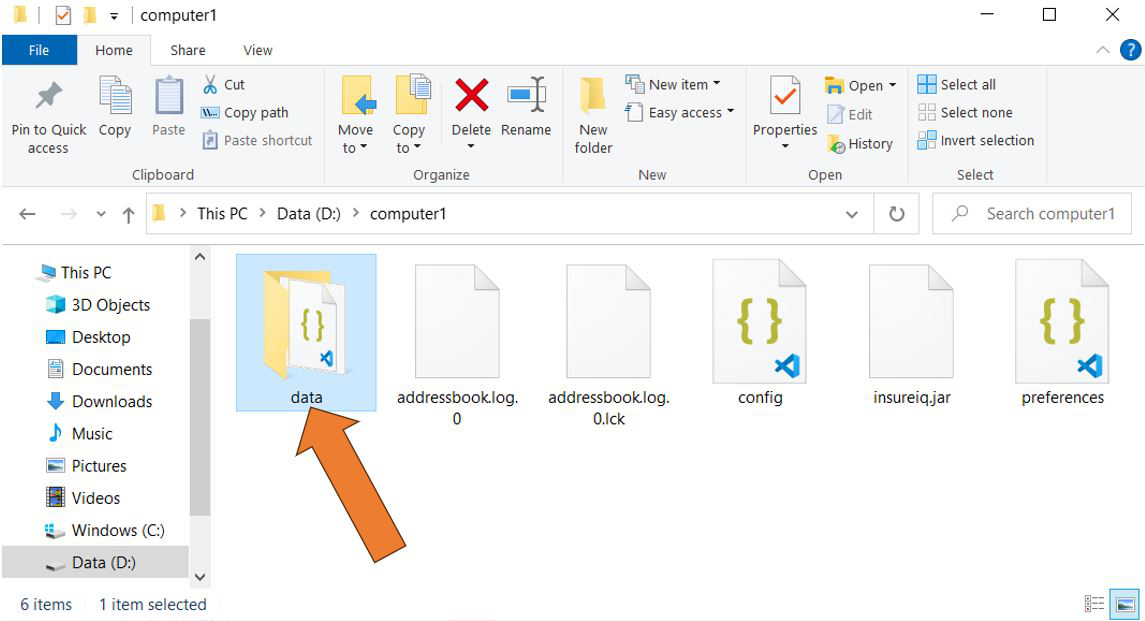 computer1
File Home Share View
Pin to Quick access
Copy
Paste
Cut
Copy path
Paste shortcut
Clipboard
Move to
Copy to
Delete
Rename
Organize
New folder
New item
Easy access
New
Properties
Open
Edit
History
Open
Select all
Select none
Invert selection
Select
This PC > Data (D:) > computer1
Search computer1
This PC
3D Objects
Desktop
Documents
Downloads
Music
Pictures
Videos
Windows (C:)
Data (D:)
data
addressbook.log.
0
addressbook.log.
0.lck
config
insureiq.jar
preferences
6 items 1 item selected